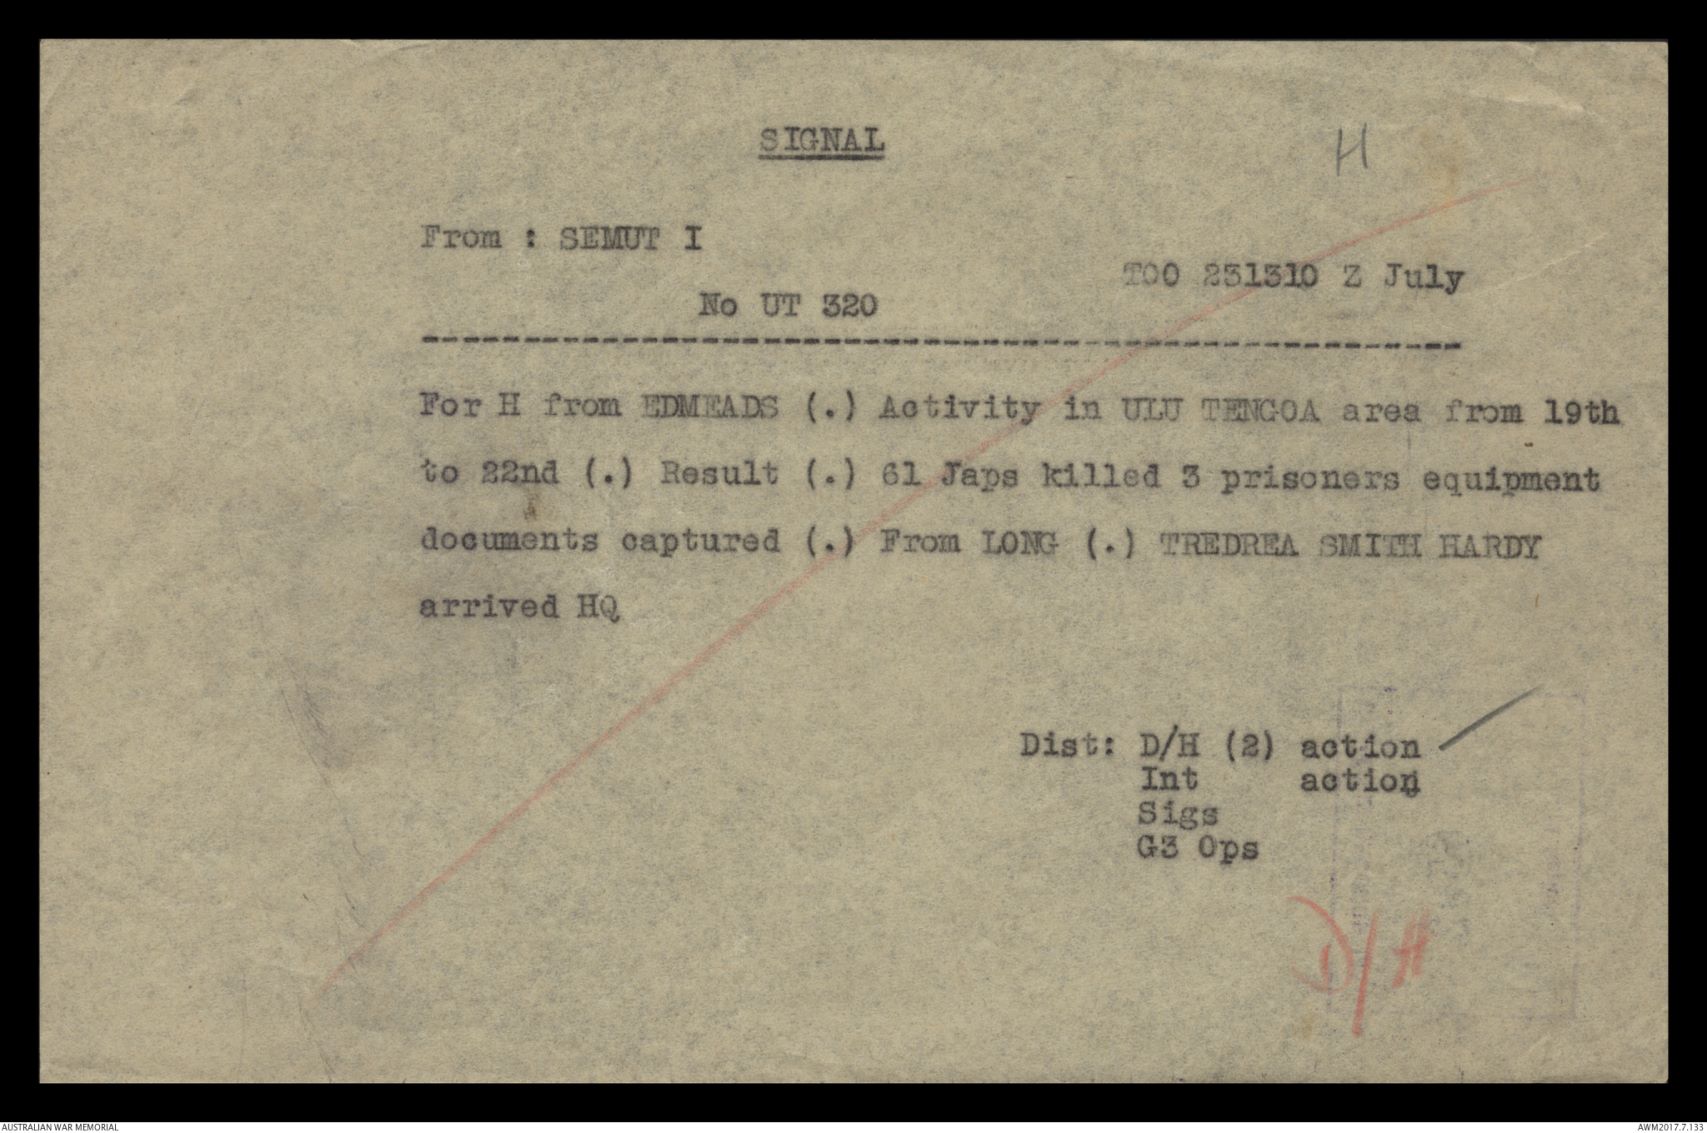 SIGNAL
H
From : SEMUT I
TOO 231310 Z July
No UT 320
For H from EDMEADS (.) Activity in ULU TENGOA area from 19th
to 22nd (.) Result (.) 61 Japs killed 3 prisoners equipment
documents captured (.) From LONG (.) TREDREA SMITH HARDY
arrived HQ
Dist: D/H (2) action
Int action
Sigs
G3 Ops
D/H
AUSTRALIAN WAR MEMORIAL
AWM2017.7.133